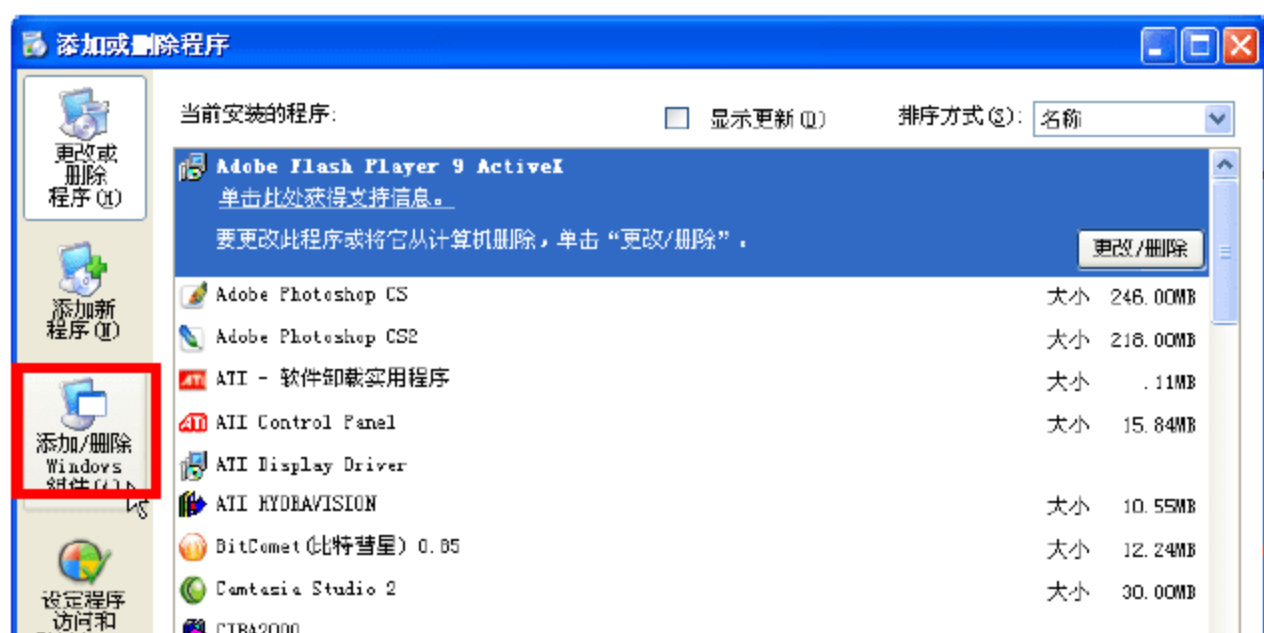 添加或删除程序
更改或
删除
程序(H)
添加新
程序(N)
添加/删除
Windows
组件(A)
设定程序
访问和
当前安装的程序:
显示更新(D)
排序方式(S):
名称
Adobe Flash Player 9 ActiveX
单击此处获得支持信息。
要更改此程序或将它从计算机删除，单击“更改/删除”。
更改/删除
Adobe Photoshop CS 大小 246.00MB
Adobe Photoshop CS2 大小 218.00MB
ATI - 软件卸载实用程序 大小 .11MB
ATI Control Panel 大小 15.84MB
ATI Display Driver
ATI HYDRAVISION 大小 10.55MB
BitComet(比特彗星) 0.85 大小 12.24MB
Camtasia Studio 2 大小 30.00MB
CIBA2000